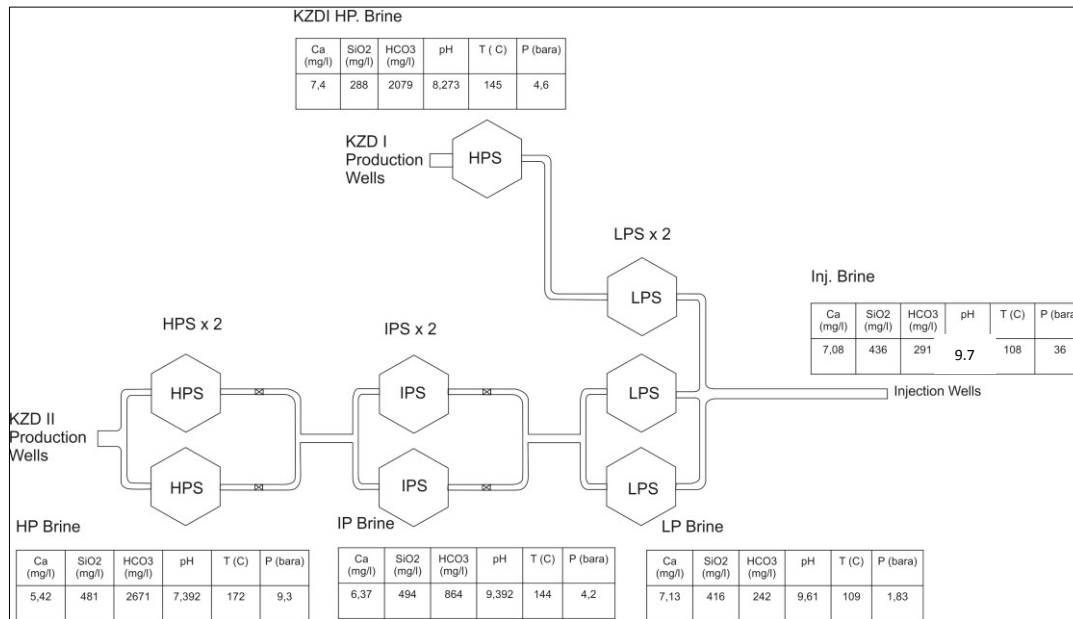 KZDI HP. Brine
Ca (mg/l) SiO2 (mg/l) HCO3 (mg/l) pH T ( C) P (bara)
7,4 288 2079 8,273 145 4,6
KZD I
Production
Wells
HPS
LPS x 2
LPS
Inj. Brine
Ca (mg/l) SiO2 (mg/l) HCO3 (mg/l) pH T (C) P (bara)
7,08 436 291 9.7 108 36
HPS x 2
IPS x 2
HPS
IPS
LPS
Injection Wells
KZD II
Production
Wells
HPS
IPS
LPS
HP Brine
Ca (mg/l) SiO2 (mg/l) HCO3 (mg/l) pH T (C) P (bara)
5,42 481 2671 7,392 172 9,3
IP Brine
Ca (mg/l) SiO2 (mg/l) HCO3 (mg/l) pH T (C) P (bara)
6,37 494 864 9,392 144 4,2
LP Brine
Ca (mg/l) SiO2 (mg/l) HCO3 (mg/l) pH T (C) P (bara)
7,13 416 242 9,61 109 1,83